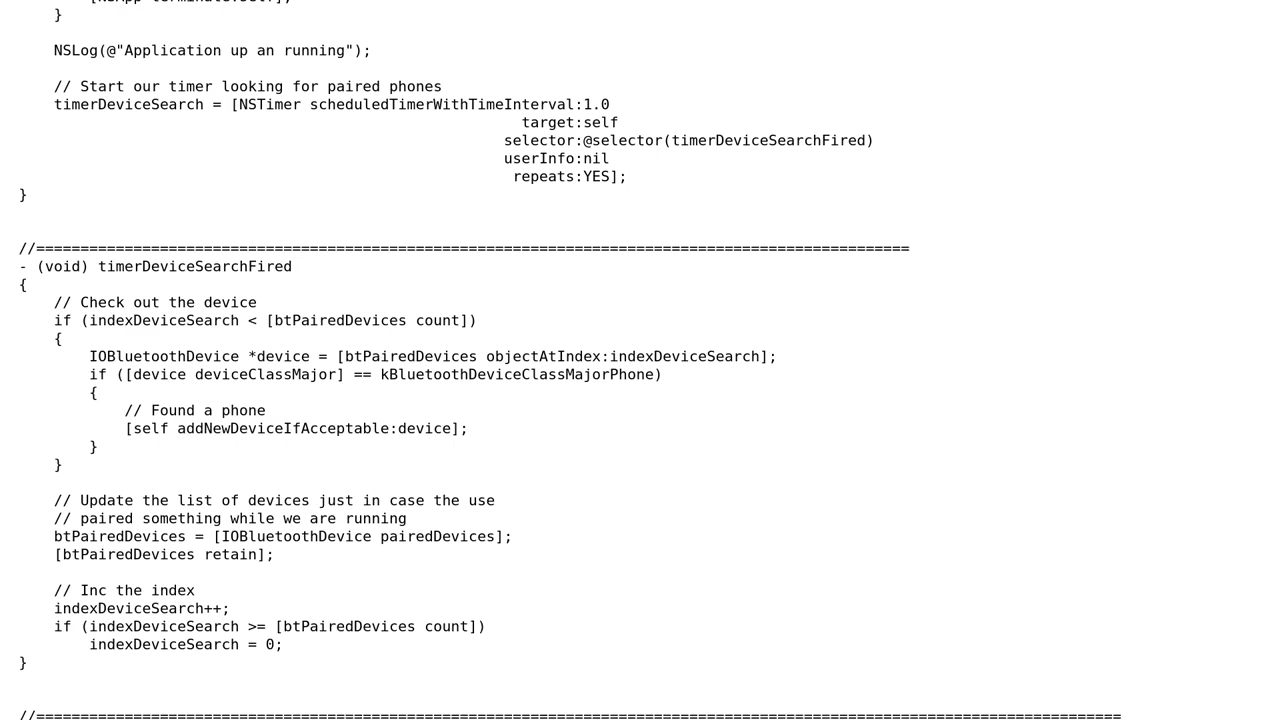 }

    NSLog(@"Application up an running");

    // Start our timer looking for paired phones
    timerDeviceSearch = [NSTimer scheduledTimerWithTimeInterval:1.0
                                                         target:self
                                                       selector:@selector(timerDeviceSearchFired)
                                                       userInfo:nil
                                                        repeats:YES];
}

//===================================================================================================
- (void) timerDeviceSearchFired
{
    // Check out the device
    if (indexDeviceSearch < [btPairedDevices count])
    {
        IOBluetoothDevice *device = [btPairedDevices objectAtIndex:indexDeviceSearch];
        if ([device deviceClassMajor] == kBluetoothDeviceClassMajorPhone)
        {
            // Found a phone
            [self addNewDeviceIfAcceptable:device];
        }
    }

    // Update the list of devices just in case the use
    // paired something while we are running
    btPairedDevices = [IOBluetoothDevice pairedDevices];
    [btPairedDevices retain];

    // Inc the index
    indexDeviceSearch++;
    if (indexDeviceSearch >= [btPairedDevices count])
        indexDeviceSearch = 0;
}

//===========================================================================================================================